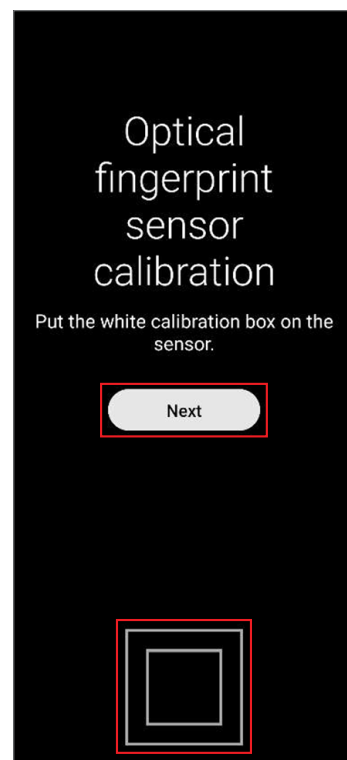 Optical
fingerprint
sensor
calibration
Put the white calibration box on the
sensor.
Next